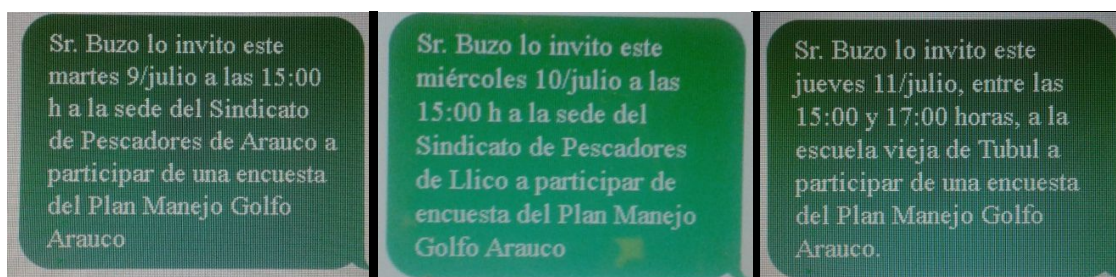 Sr. Buzo lo invito este
martes 9/julio a las 15:00
h a la sede del Sindicato
de Pescadores de Arauco a
participar de una encuesta
del Plan Manejo Golfo
Arauco
Sr. Buzo lo invito este
miércoles 10/julio a las
15:00 h a la sede del
Sindicato de Pescadores
de Llico a participar de
encuesta del Plan Manejo
Golfo Arauco
Sr. Buzo lo invito este
jueves 11/julio, entre las
15:00 y 17:00 horas, a la
escuela vieja de Tubul a
participar de una encuesta
del Plan Manejo Golfo
Arauco.